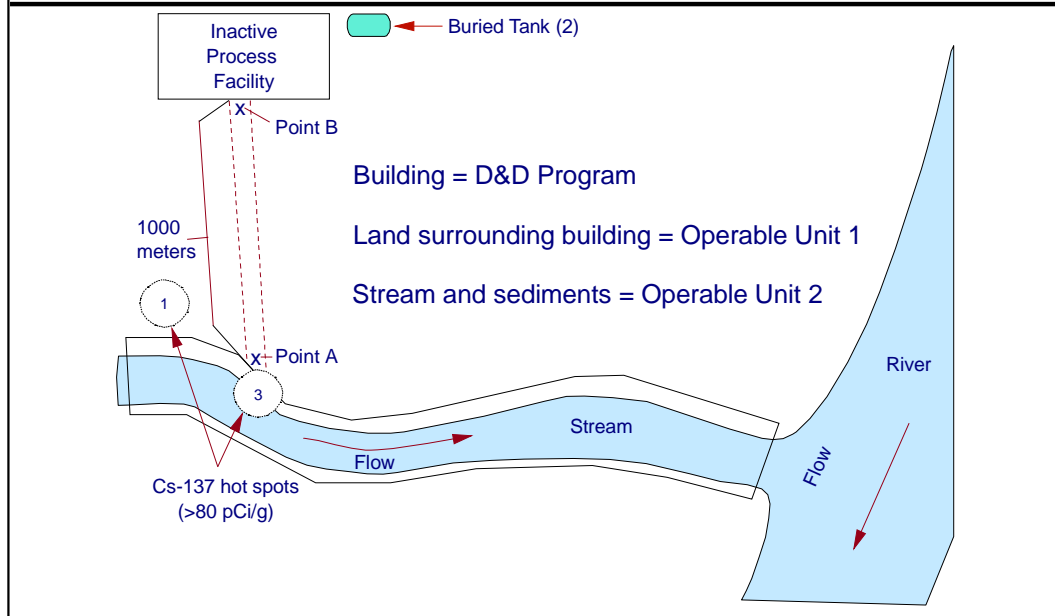 Inactive
Process
Facility
Buried Tank (2)
x
Point B
Building = D&D Program
Land surrounding building = Operable Unit 1
Stream and sediments = Operable Unit 2
1000
meters
1
x
Point A
3
River
Stream
Flow
Flow
Cs-137 hot spots
(>80 pCi/g)